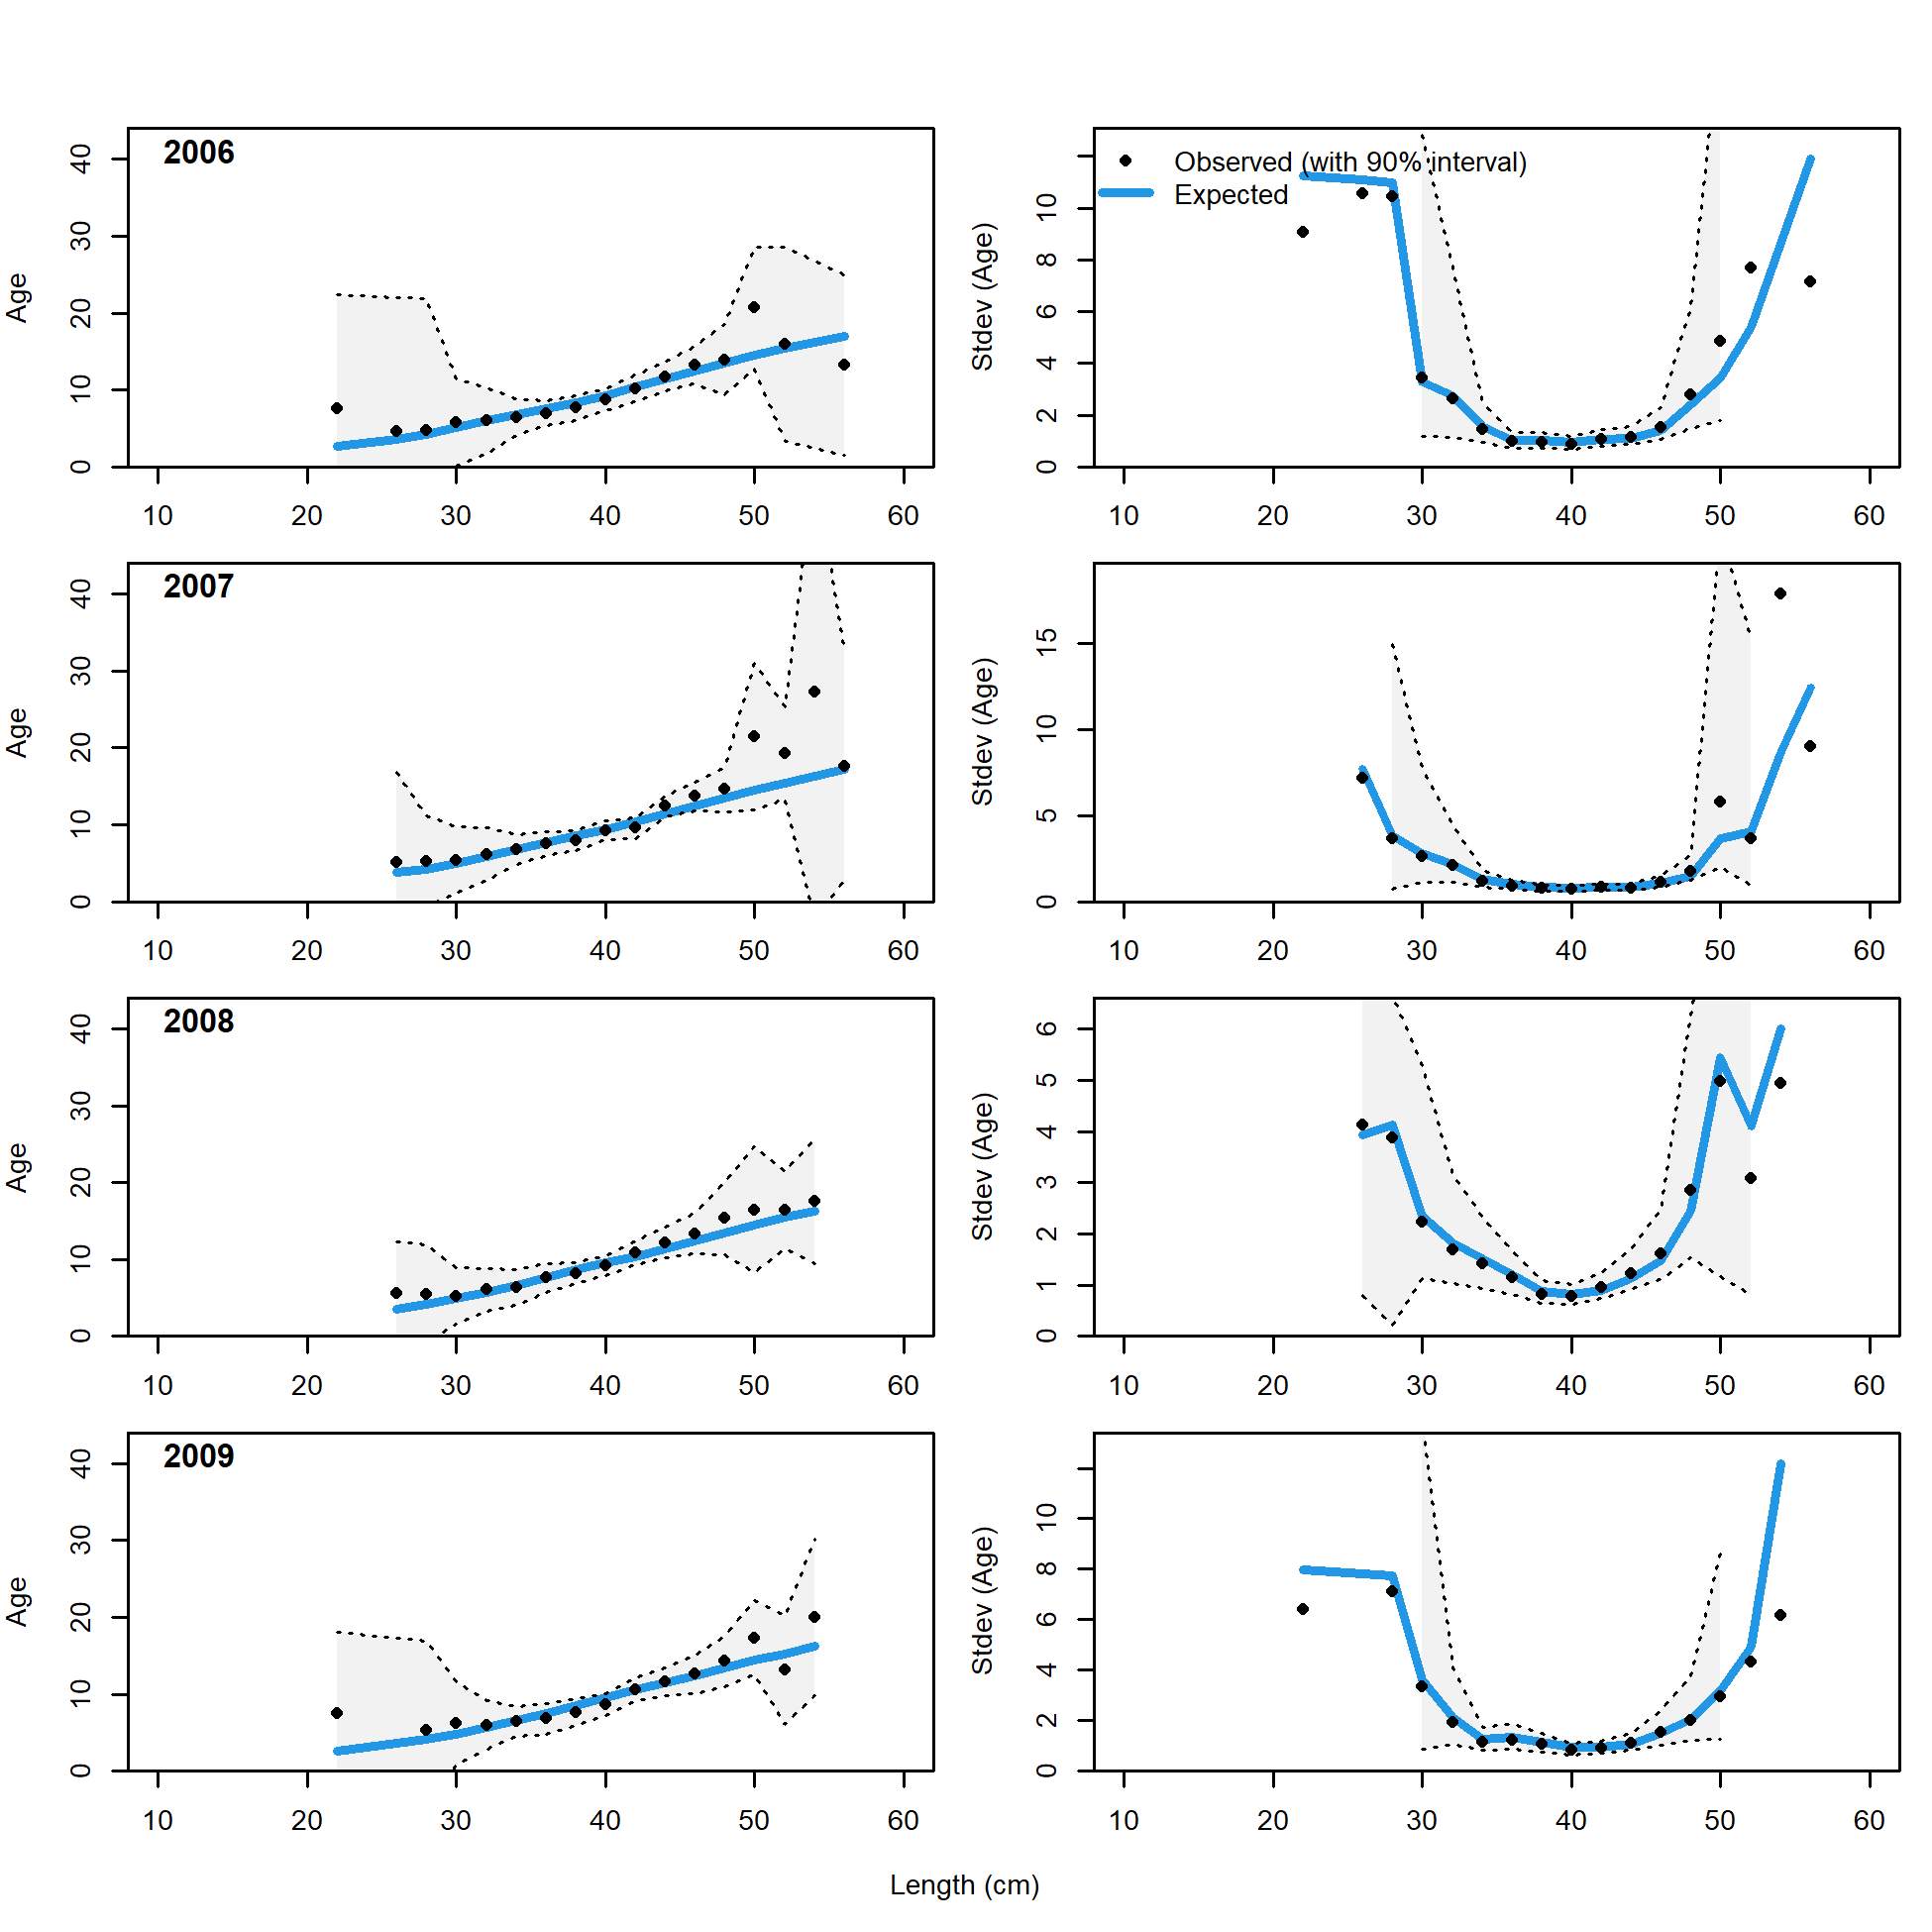 2006
Age
0 10 20 30 40
10 20 30 40 50 60
Observed (with 90% interval)
Expected
Stdev (Age)
0 2 4 6 8 10
10 20 30 40 50 60
2007
Age
0 10 20 30 40
10 20 30 40 50 60
Stdev (Age)
0 5 10 15
10 20 30 40 50 60
2008
Age
0 10 20 30 40
10 20 30 40 50 60
Stdev (Age)
0 1 2 3 4 5 6
10 20 30 40 50 60
2009
Age
0 10 20 30 40
10 20 30 40 50 60
Stdev (Age)
0 2 4 6 8 10
10 20 30 40 50 60
Length (cm)